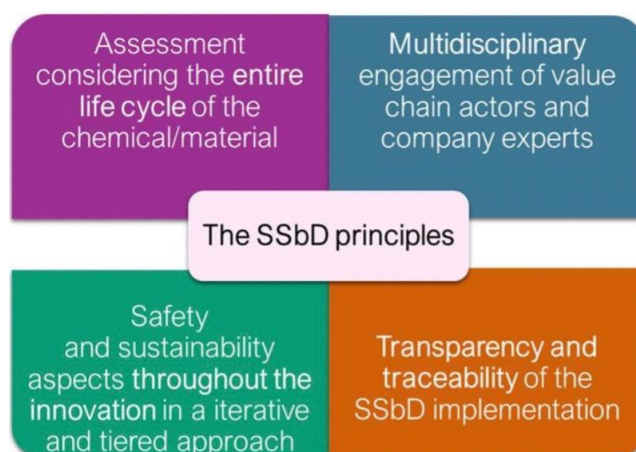 Assessment
considering the entire
life cycle of the
chemical/material
Multidisciplinary
engagement of value
chain actors and
company experts
The SSbD principles
Safety
and sustainability
aspects throughout the
innovation in a iterative
and tiered approach
Transparency and
traceability of the
SSbD implementation